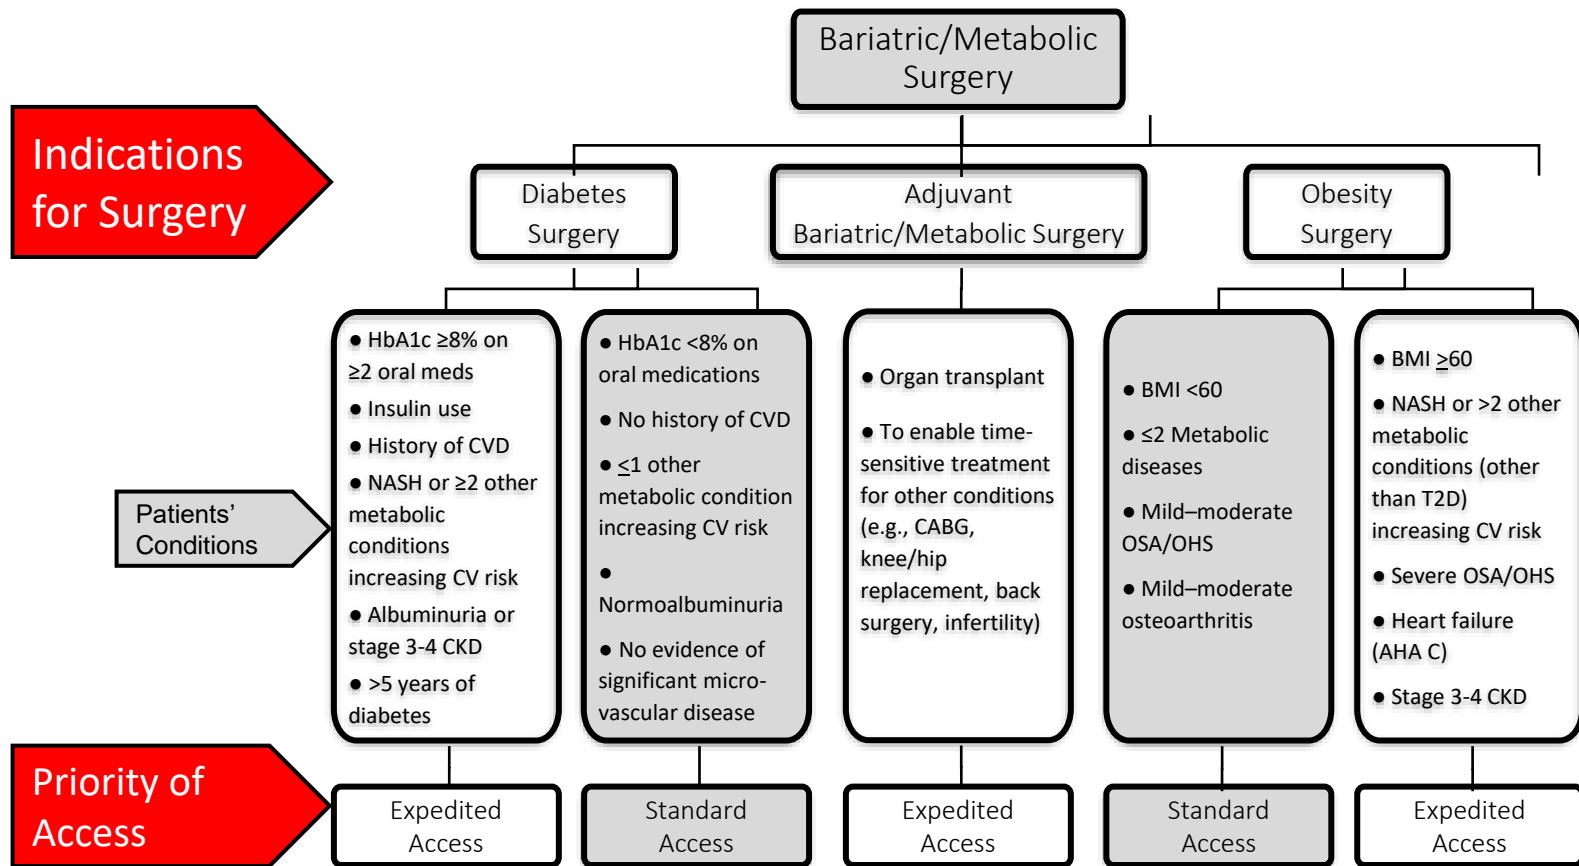 Bariatric/Metabolic
Surgery
Indications
for Surgery
Diabetes
Surgery
Adjuvant
Bariatric/Metabolic Surgery
Obesity
Surgery
Patients’
Conditions
● HbA1c ≥8% on
≥2 oral meds
● Insulin use
● History of CVD
● NASH or ≥2 other
metabolic
conditions
increasing CV risk
● Albuminuria or
stage 3-4 CKD
● >5 years of
diabetes
● HbA1c <8% on
oral medications
● No history of CVD
● <1 other
metabolic condition
increasing CV risk
●
Normoalbuminuria
● No evidence of
significant micro-
vascular disease
● Organ transplant
● To enable time-
sensitive treatment
for other conditions
(e.g., CABG,
knee/hip
replacement, back
surgery, infertility)
● BMI <60
● ≤2 Metabolic
diseases
● Mild–moderate
OSA/OHS
● Mild–moderate
osteoarthritis
● BMI >60
● NASH or >2 other
metabolic
conditions (other
than T2D)
increasing CV risk
● Severe OSA/OHS
● Heart failure
(AHA C)
● Stage 3-4 CKD
Priority of
Access
Expedited
Access
Standard
Access
Expedited
Access
Standard
Access
Expedited
Access